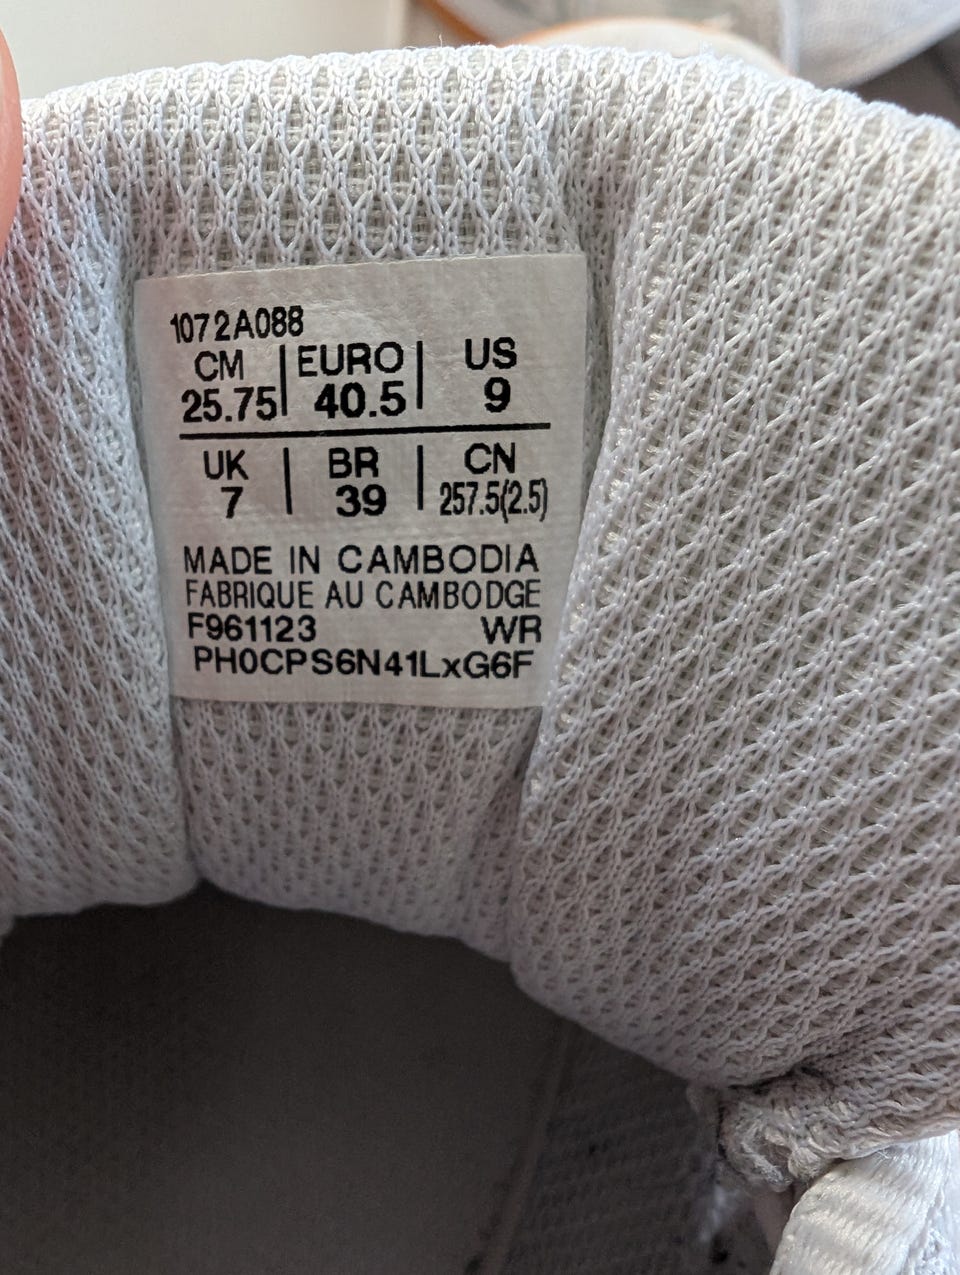 1072A088
CM | EURO | US
25.75 | 40.5 | 9
UK | BR | CN
7 | 39 | 257.5(2.5)
MADE IN CAMBODIA
FABRIQUE AU CAMBODGE
F961123 WR
PH0CPS6N41LxG6F